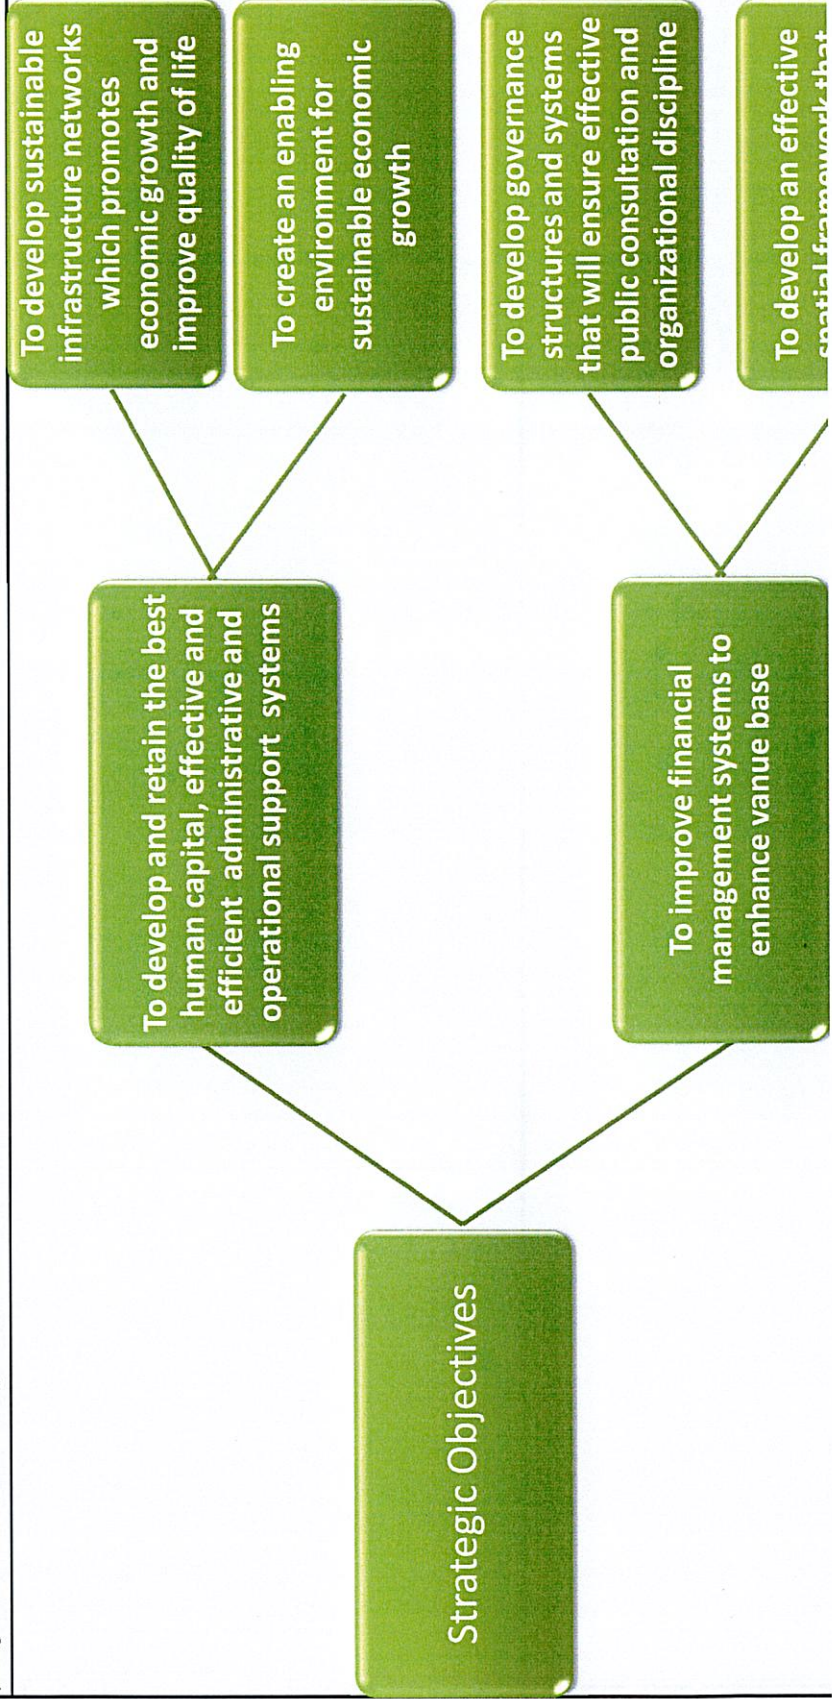 Strategic Objectives
To develop and retain the best
human capital, effective and
efficient administrative and
operational support systems
To improve financial
management systems to
enhance vanue base
To develop sustainable
infrastructure networks
which promotes
economic growth and
improve quality of life
To create an enabling
environment for
sustainable economic
growth
To develop governance
structures and systems
that will ensure effective
public consultation and
organizational discipline
To develop an effective
spatial framework that